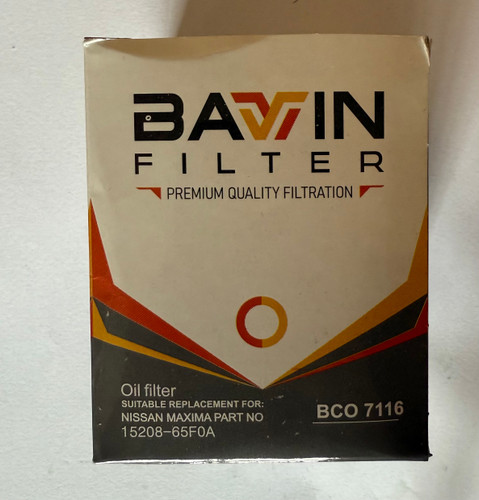 BAVIN
FILTER
PREMIUM QUALITY FILTRATION
Oil filter
SUITABLE REPLACEMENT FOR:
NISSAN MAXIMA PART NO
15208-65F0A
BCO 7116